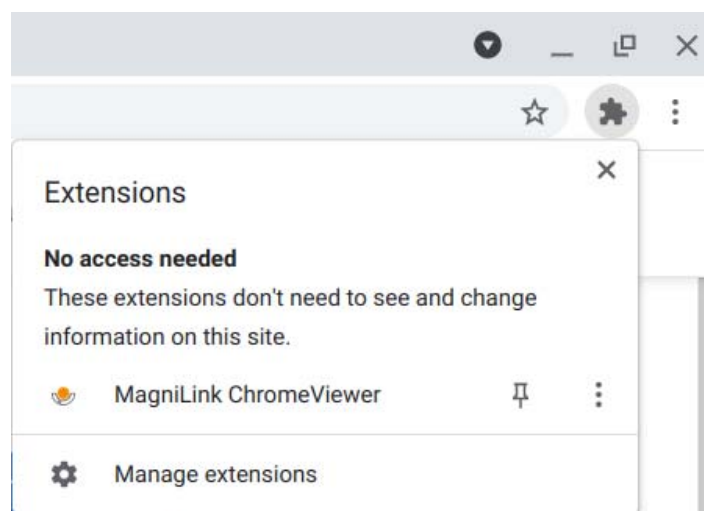 Extensions
No access needed
These extensions don't need to see and change
information on this site.
MagniLink ChromeViewer
Manage extensions